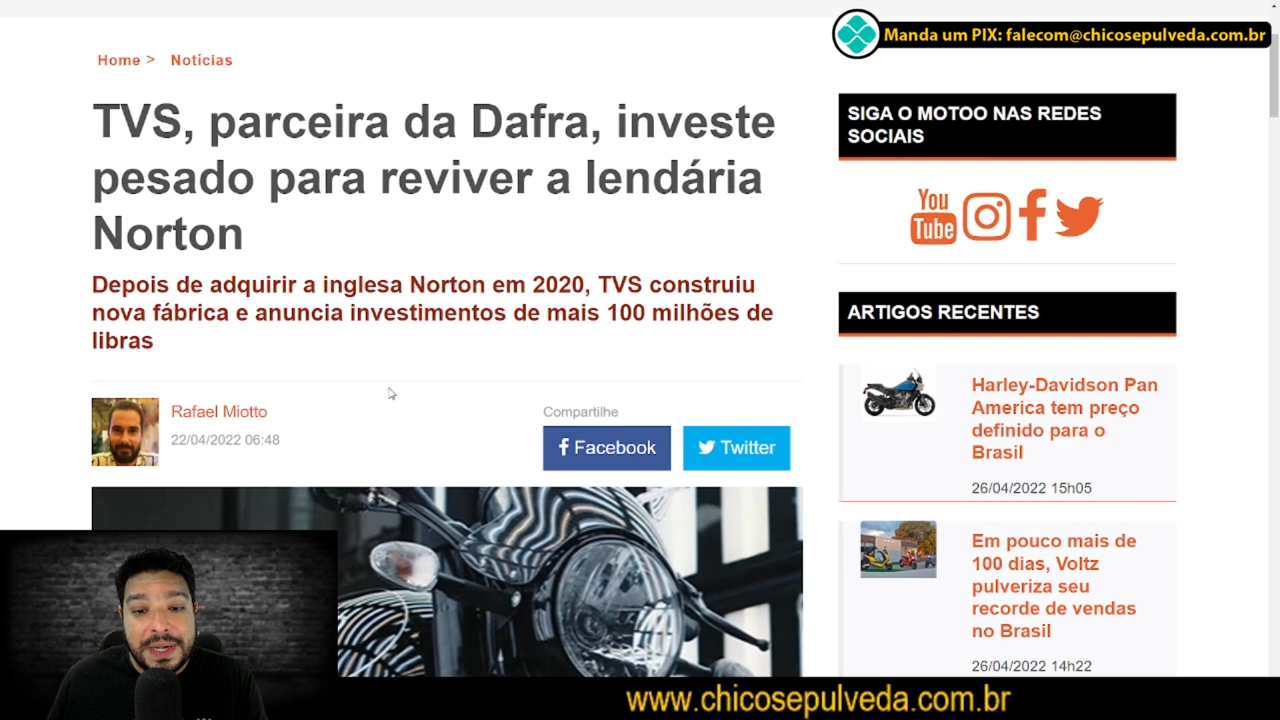 Manda um PIX: falecom@chicosepulveda.com.br
Home > Notícias
TVS, parceira da Dafra, investe
pesado para reviver a lendária
Norton
Depois de adquirir a inglesa Norton em 2020, TVS construiu
nova fábrica e anuncia investimentos de mais 100 milhões de
libras
Rafael Miotto
22/04/2022 06:48
Compartilhe
Facebook
Twitter
SIGA O MOTOO NAS REDES
SOCIAIS
You
Tube
ARTIGOS RECENTES
Harley-Davidson Pan
America tem preço
definido para o
Brasil
26/04/2022 15h05
Em pouco mais de
100 dias, Voltz
pulveriza seu
recorde de vendas
no Brasil
26/04/2022 14h22
www.chicosepulveda.com.br